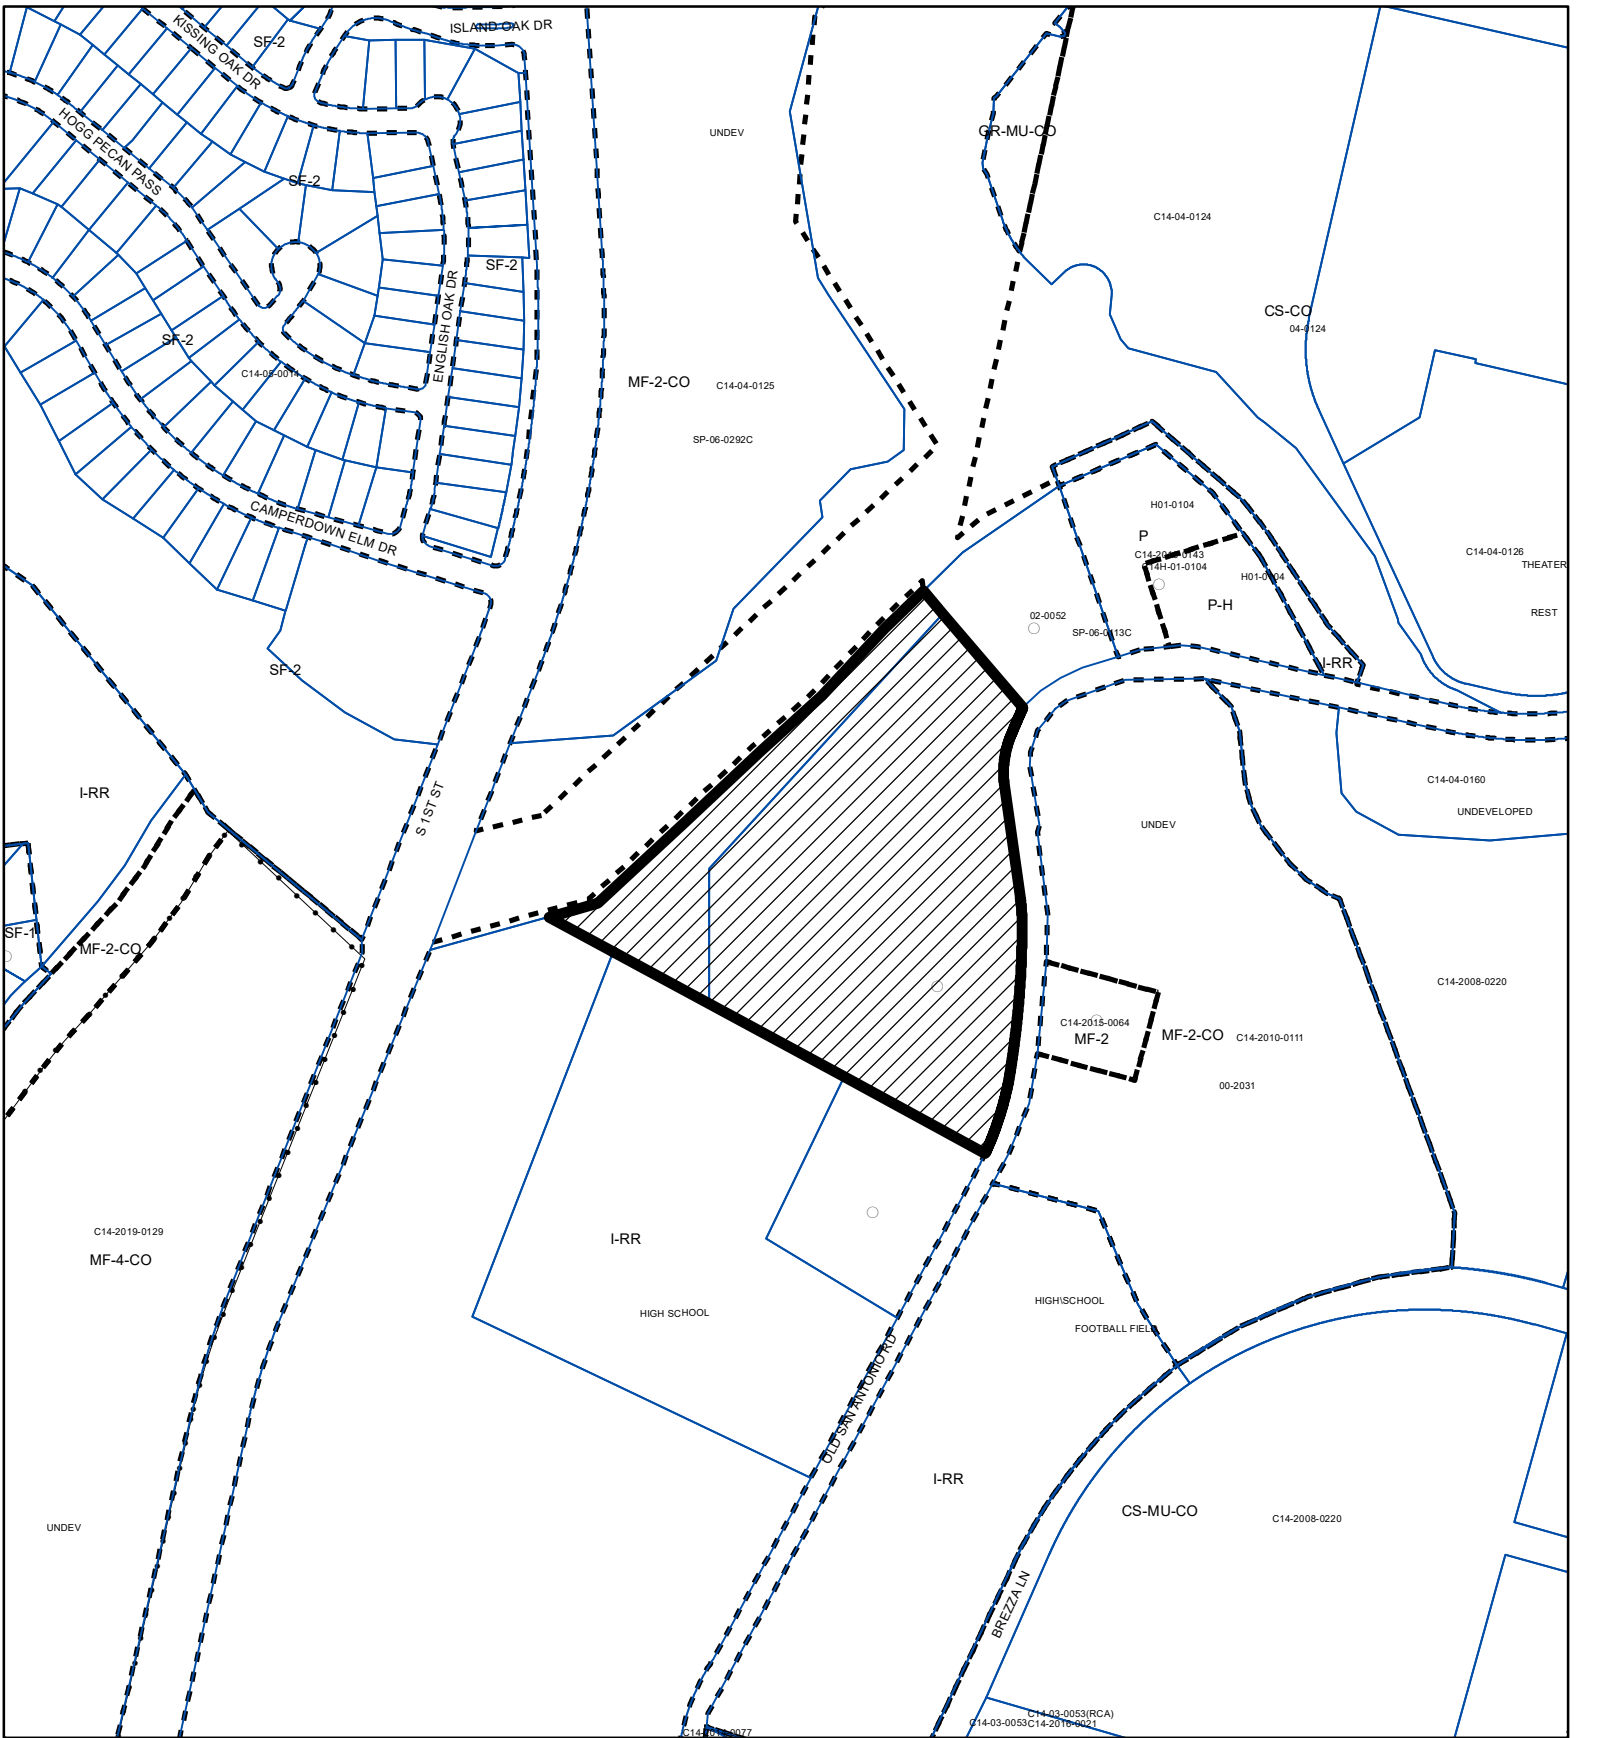 ISLAND OAK DR
KISSING OAK DR
SF-2
HOGG PECAN PASS
UNDEV
GR-MU-CO
SF-2
C14-04-0124
SF-2
ENGLISH OAK DR
CS-CO
04-0124
SF-2
C14-05-0014
MF-2-CO
C14-04-0125
SP-06-0292C
CAMPERDOWN ELM DR
H01-0104
P
C14-04-0126
THEATER
C14H-01-0104
H01-0104
P-H
REST
02-0052
SP-06-0113C
I-RR
SF-2
I-RR
S 1ST ST
C14-04-0160
UNDEVELOPED
UNDEV
SF-1
MF-2-CO
C14-2008-0220
C14-2015-0064
MF-2
MF-2-CO
C14-2010-0111
00-2031
C14-2019-0129
MF-4-CO
I-RR
HIGH SCHOOL
HIGH\SCHOOL
FOOTBALL FIELD
OLD SAN ANTONIO RD
I-RR
CS-MU-CO
C14-2008-0220
UNDEV
BREZZA LN
C14-03-0053(RCA)
C14-03-0053
C14-2016-0021